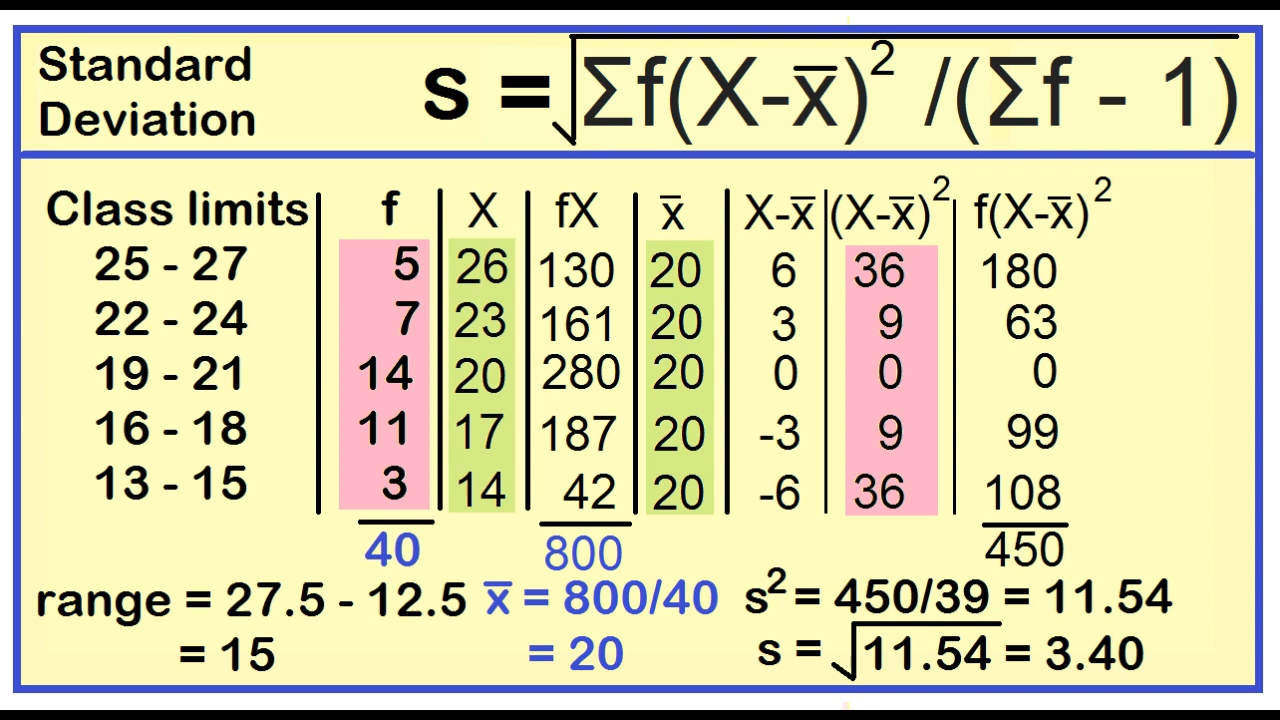 Standard
Deviation
s = √Σf(X-x̄)² /(Σf - 1)
Class limits f X fX x̄ X-x̄ (X-x̄)² f(X-x̄)²
25 - 27 5 26 130 20 6 36 180
22 - 24 7 23 161 20 3 9 63
19 - 21 14 20 280 20 0 0 0
16 - 18 11 17 187 20 -3 9 99
13 - 15 3 14 42 20 -6 36 108
40 800 450
range = 27.5 - 12.5 x̄ = 800/40 s² = 450/39 = 11.54
= 15 = 20 s = √11.54 = 3.40